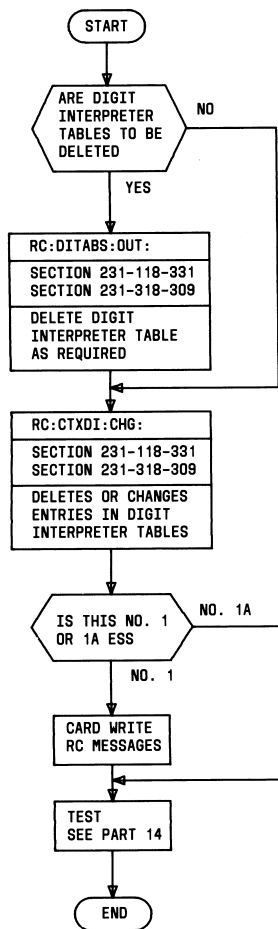 START
ARE DIGIT
INTERPRETER
TABLES TO BE
DELETED
NO
YES
RC:DITABS:OUT:
SECTION 231-118-331
SECTION 231-318-309
DELETE DIGIT
INTERPRETER TABLE
AS REQUIRED
RC:CTXDI:CHG:
SECTION 231-118-331
SECTION 231-318-309
DELETES OR CHANGES
ENTRIES IN DIGIT
INTERPRETER TABLES
IS THIS NO. 1
OR 1A ESS
NO. 1A
NO. 1
CARD WRITE
RC MESSAGES
TEST
SEE PART 14
END